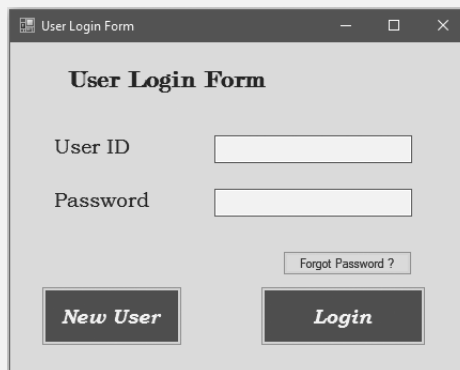 User Login Form
User Login Form
User ID
Password
Forgot Password ?
New User
Login